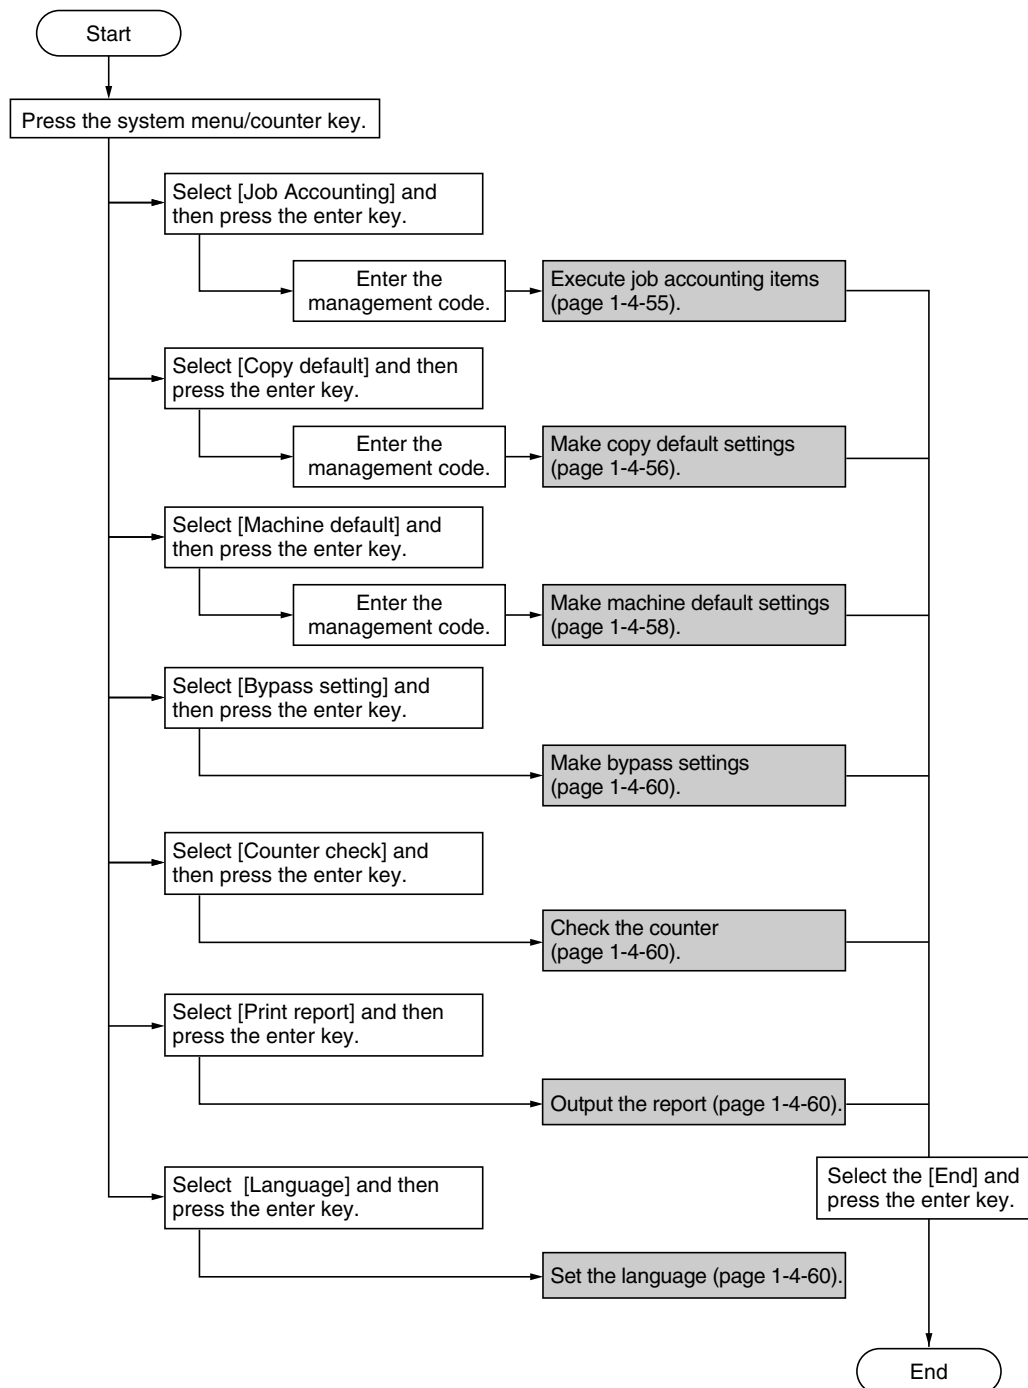 Start
Press the system menu/counter key.
Select [Job Accounting] and
then press the enter key.
Enter the
management code.
Execute job accounting items
(page 1-4-55).
Select [Copy default] and then
press the enter key.
Enter the
management code.
Make copy default settings
(page 1-4-56).
Select [Machine default] and
then press the enter key.
Enter the
management code.
Make machine default settings
(page 1-4-58).
Select [Bypass setting] and
then press the enter key.
Make bypass settings
(page 1-4-60).
Select [Counter check] and
then press the enter key.
Check the counter
(page 1-4-60).
Select [Print report] and then
press the enter key.
Output the report (page 1-4-60).
Select [Language] and then
press the enter key.
Set the language (page 1-4-60).
Select the [End] and
press the enter key.
End